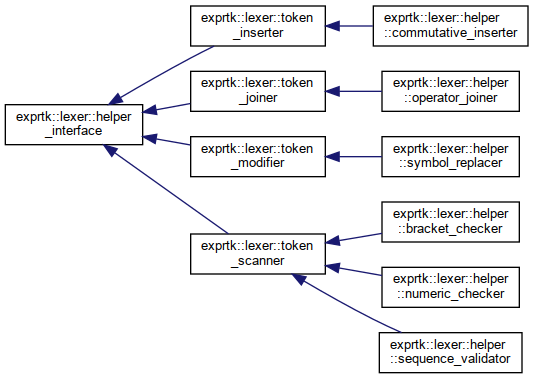 exprtk::lexer::token
_inserter
exprtk::lexer::helper
::commutative_inserter
exprtk::lexer::token
_joiner
exprtk::lexer::helper
::operator_joiner
exprtk::lexer::helper
_interface
exprtk::lexer::token
_modifier
exprtk::lexer::helper
::symbol_replacer
exprtk::lexer::helper
::bracket_checker
exprtk::lexer::token
_scanner
exprtk::lexer::helper
::numeric_checker
exprtk::lexer::helper
::sequence_validator